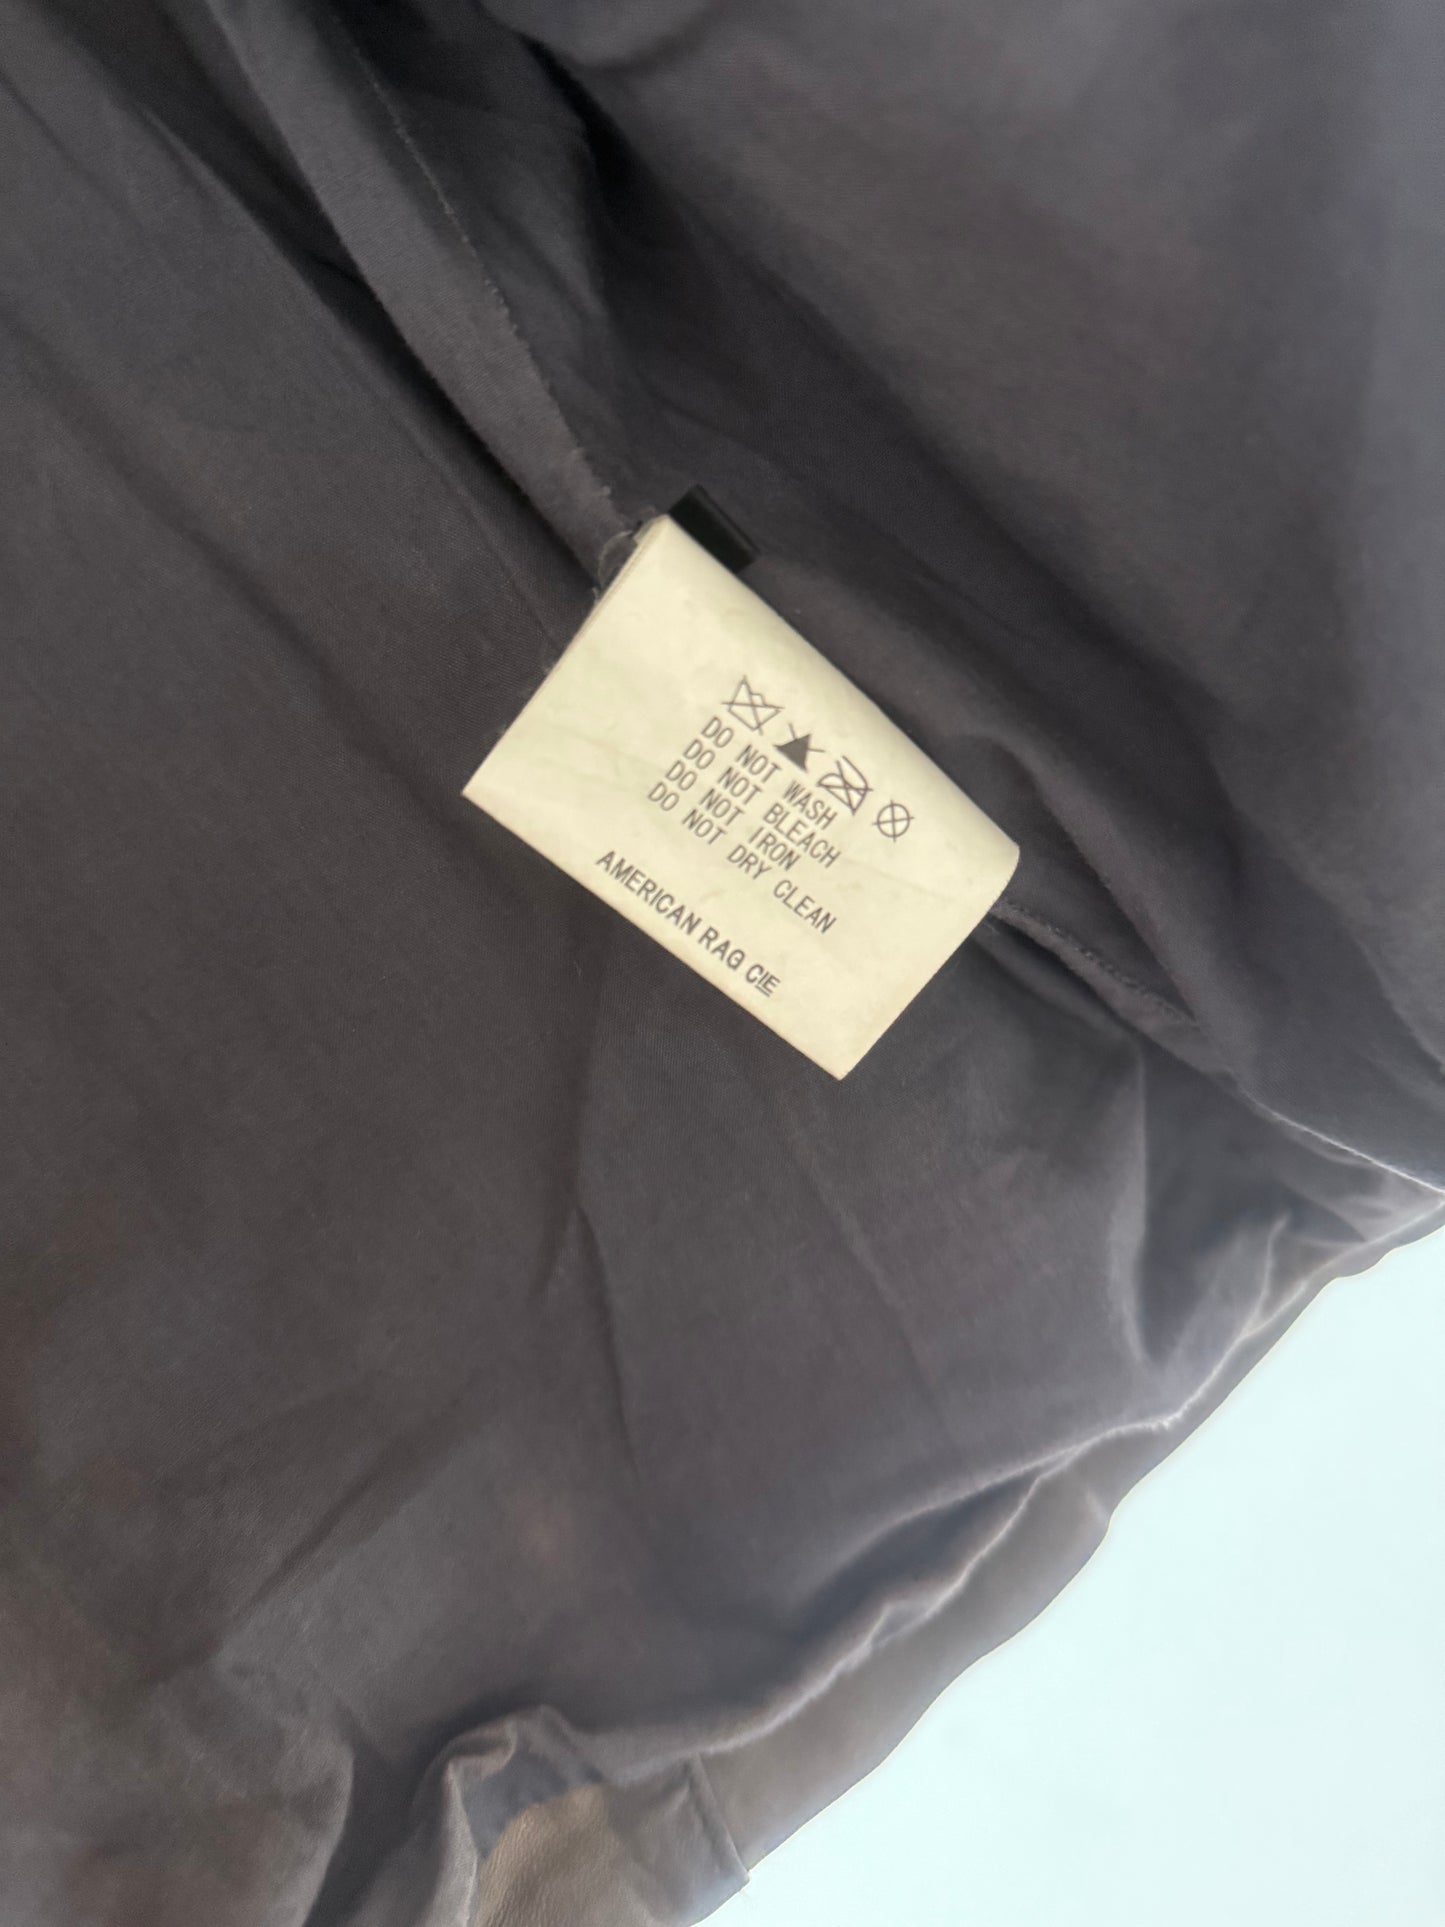 DO NOT WASH
DO NOT BLEACH
DO NOT IRON
DO NOT DRY CLEAN
AMERICAN RAG CIE